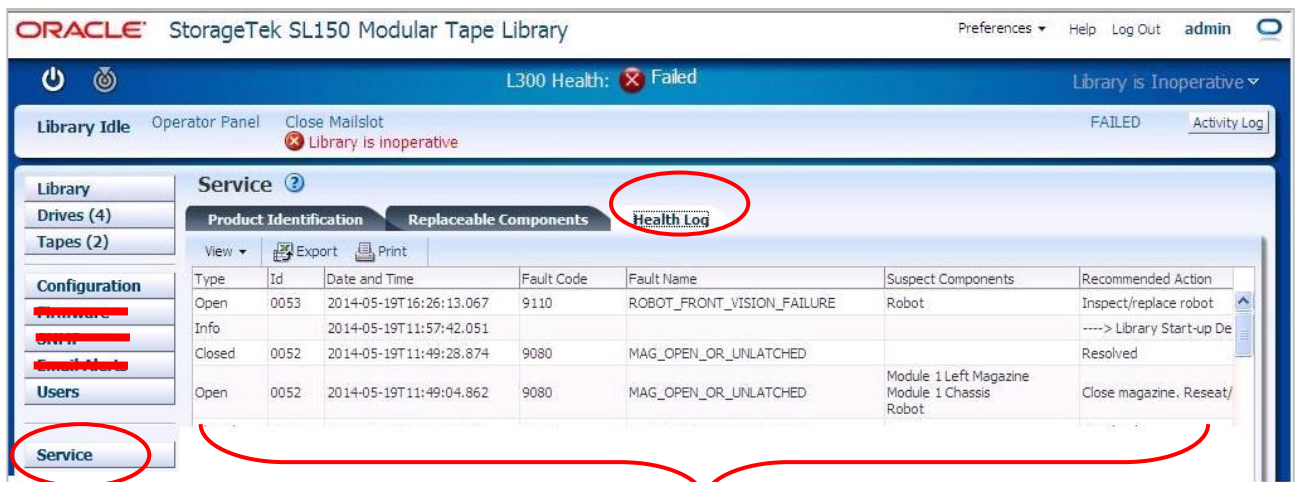 ORACLE StorageTek SL150 Modular Tape Library Preferences Help Log Out admin
L300 Health: Failed Library is Inoperative
Library Idle Operator Panel Close Mailslot FAILED Activity Log
Library is inoperative
Library
Drives (4)
Tapes (2)
Configuration
Users
Service
Service
Product Identification Replaceable Components Health Log
View Export Print
Type Id Date and Time Fault Code Fault Name Suspect Components Recommended Action
Open 0053 2014-05-19T16:26:13.067 9110 ROBOT_FRONT_VISION_FAILURE Robot Inspect/replace robot
Info 2014-05-19T11:57:42.051 ----> Library Start-up De
Closed 0052 2014-05-19T11:49:28.874 9080 MAG_OPEN_OR_UNLATCHED Resolved
Open 0052 2014-05-19T11:49:04.862 9080 MAG_OPEN_OR_UNLATCHED Module 1 Left Magazine Module 1 Chassis Robot Close magazine. Reseat/